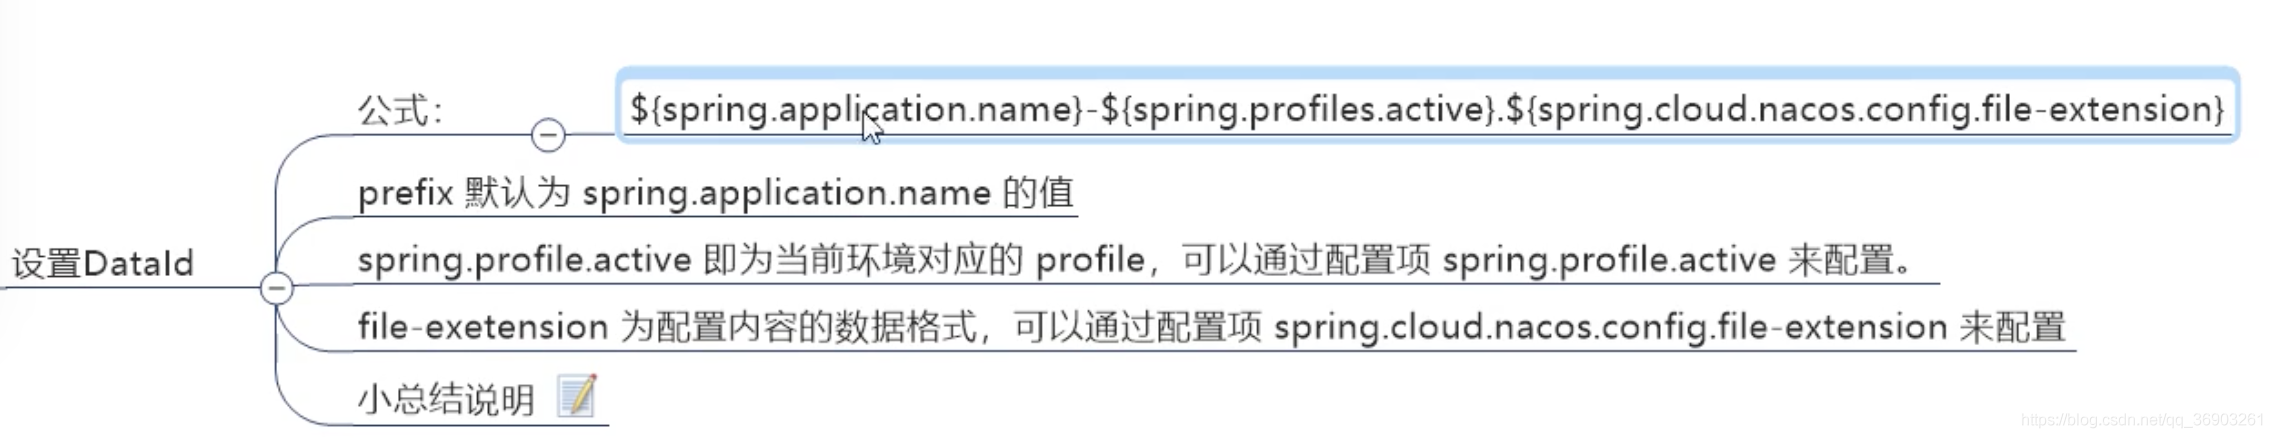 公式：
${spring.application.name}-${spring.profiles.active}.${spring.cloud.nacos.config.file-extension}
prefix 默认为 spring.application.name 的值
设置DataId
spring.profile.active 即为当前环境对应的 profile，可以通过配置项 spring.profile.active 来配置。
file-exetension 为配置内容的数据格式，可以通过配置项 spring.cloud.nacos.config.file-extension 来配置
小总结说明
https://blog.csdn.net/qq_36903261